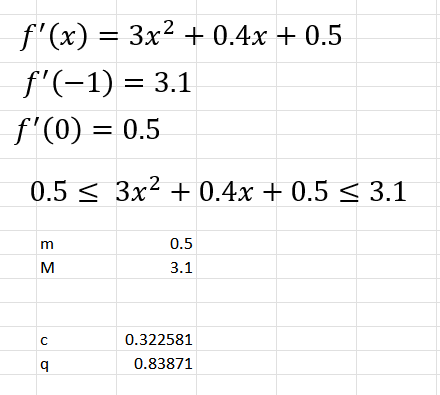 f′(x) = 3x² + 0.4x + 0.5
f′(−1) = 3.1
f′(0) = 0.5
0.5 ≤ 3x² + 0.4x + 0.5 ≤ 3.1
m 0.5
M 3.1
c 0.322581
q 0.83871